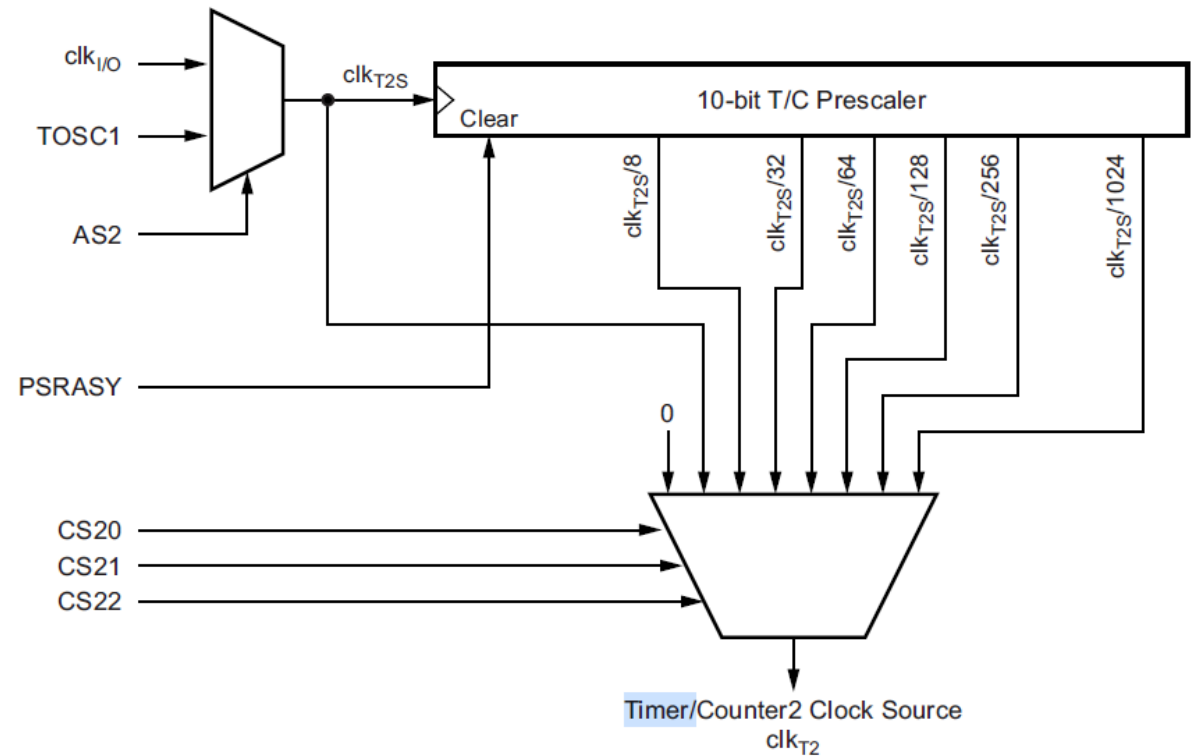 clkI/O
clkT2S
10-bit T/C Prescaler
TOSC1
Clear
clkT2S/8
clkT2S/32
clkT2S/64
clkT2S/128
clkT2S/256
clkT2S/1024
AS2
PSRASY
0
CS20
CS21
CS22
Timer/Counter2 Clock Source
clkT2